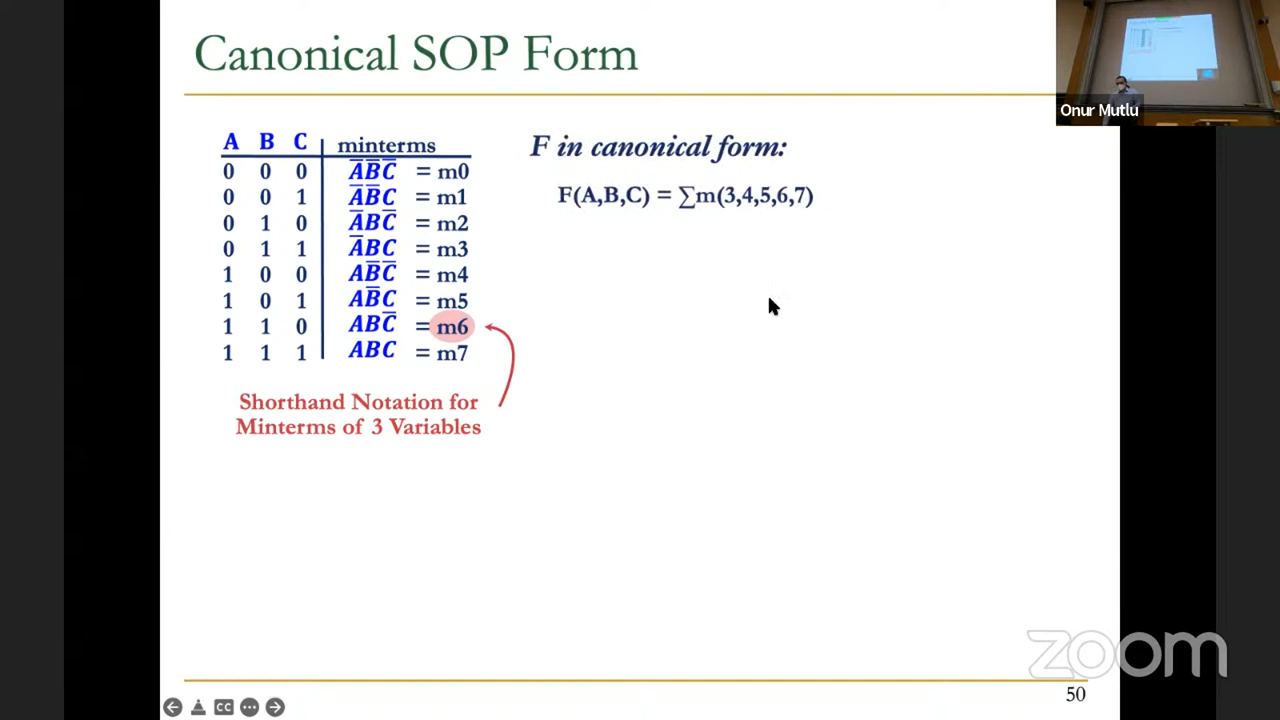 Canonical SOP Form
Onur Mutlu
A B C minterms
0 0 0 A̅B̅C̅ = m0
0 0 1 A̅B̅C = m1
0 1 0 A̅BC̅ = m2
0 1 1 A̅BC = m3
1 0 0 AB̅C̅ = m4
1 0 1 AB̅C = m5
1 1 0 ABC̅ = m6
1 1 1 ABC = m7
Shorthand Notation for
Minterms of 3 Variables
F in canonical form:
F(A,B,C) = ∑m(3,4,5,6,7)
zoom
50
CC